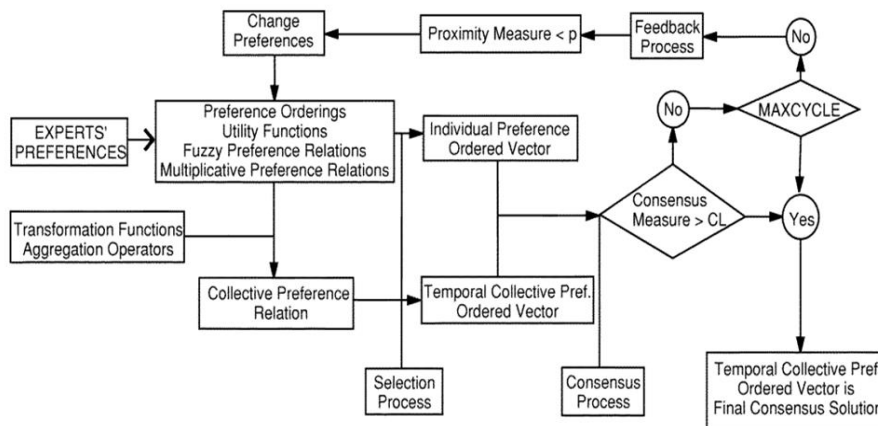 Change
Preferences
Proximity Measure < p
Feedback
Process
No
EXPERTS'
PREFERENCES
Preference Orderings
Utility Functions
Fuzzy Preference Relations
Multiplicative Preference Relations
Individual Preference
Ordered Vector
No
MAXCYCLE
Transformation Functions
Aggregation Operators
Consensus
Measure > CL
Yes
Collective Preference
Relation
Temporal Collective Pref.
Ordered Vector
Selection
Process
Consensus
Process
Temporal Collective Pref
Ordered Vector is
Final Consensus Solution